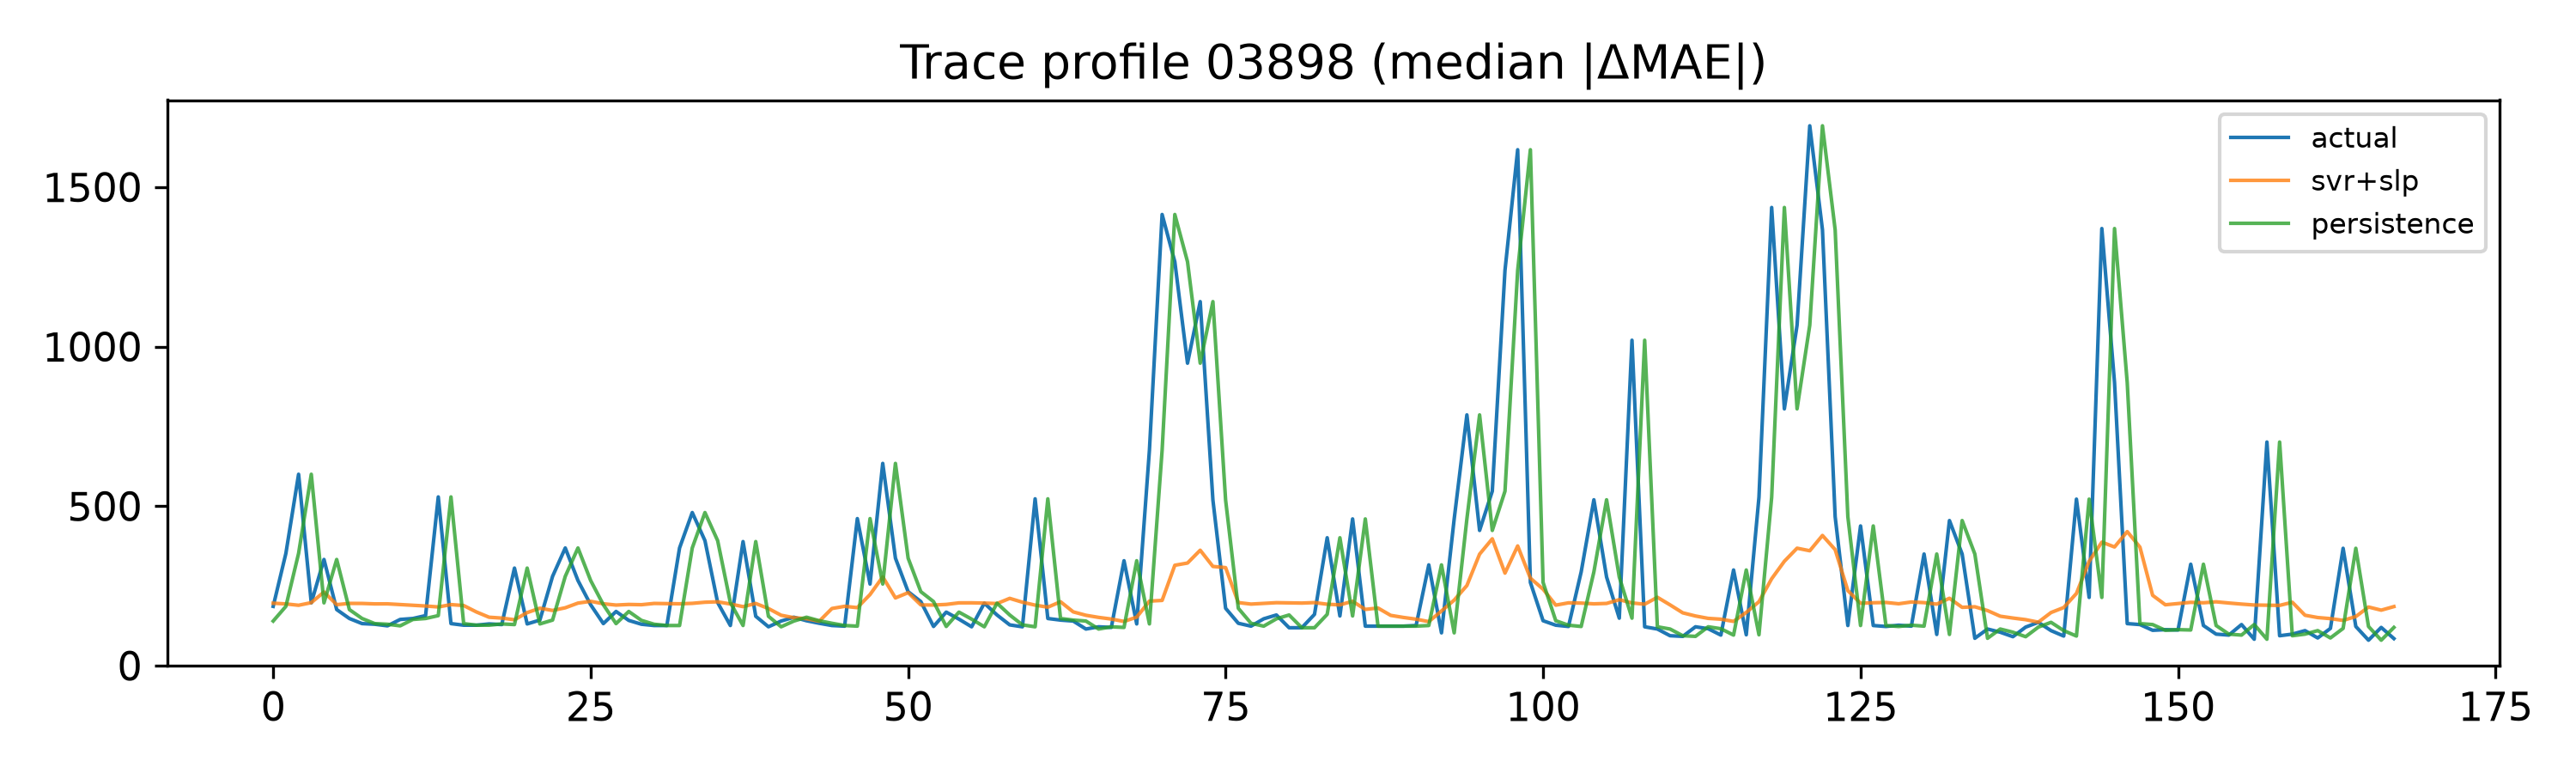 Trace profile 03898 (median |ΔMAE|)
actual
svr+slp
persistence
1500
1000
500
0
0 25 50 75 100 125 150 175